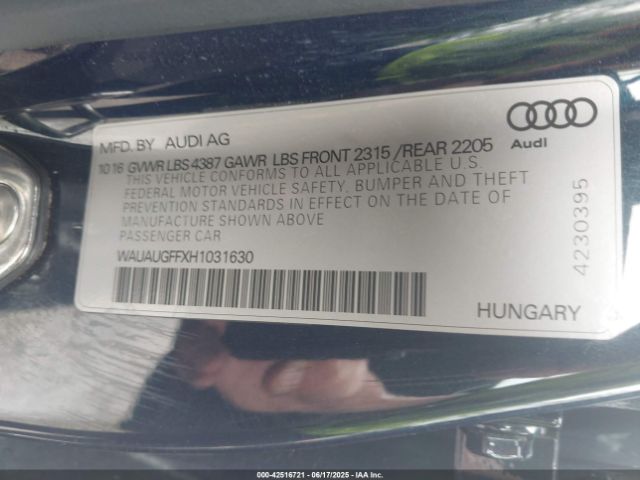 MFD. BY AUDI AG
10 16 GVWR LBS 4387 GAWR LBS FRONT 2315 / REAR 2205
THIS VEHICLE CONFORMS TO ALL APPLICABLE U.S.
FEDERAL MOTOR VEHICLE SAFETY, BUMPER AND THEFT
PREVENTION STANDARDS IN EFFECT ON THE DATE OF
MANUFACTURE SHOWN ABOVE
PASSENGER CAR
WAUAUGFFXH1031630
Audi
4230395
HUNGARY
000-42516721 - 06/17/2025 - IAA Holdings, LLC.